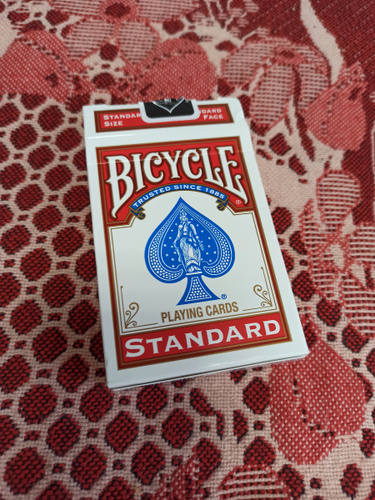 STANDARD FACE
SIZE
BICYCLE
®
TRUSTED SINCE 1885
®
PLAYING CARDS
STANDARD